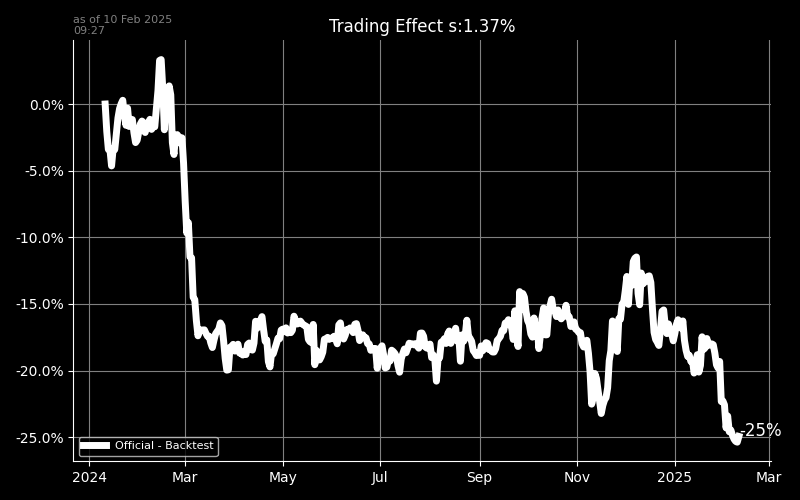 as of 10 Feb 2025
09:27
Trading Effect s:1.37%
0.0%
-5.0%
-10.0%
-15.0%
-20.0%
-25.0%
-25%
Official - Backtest
2024 Mar May Jul Sep Nov 2025 Mar